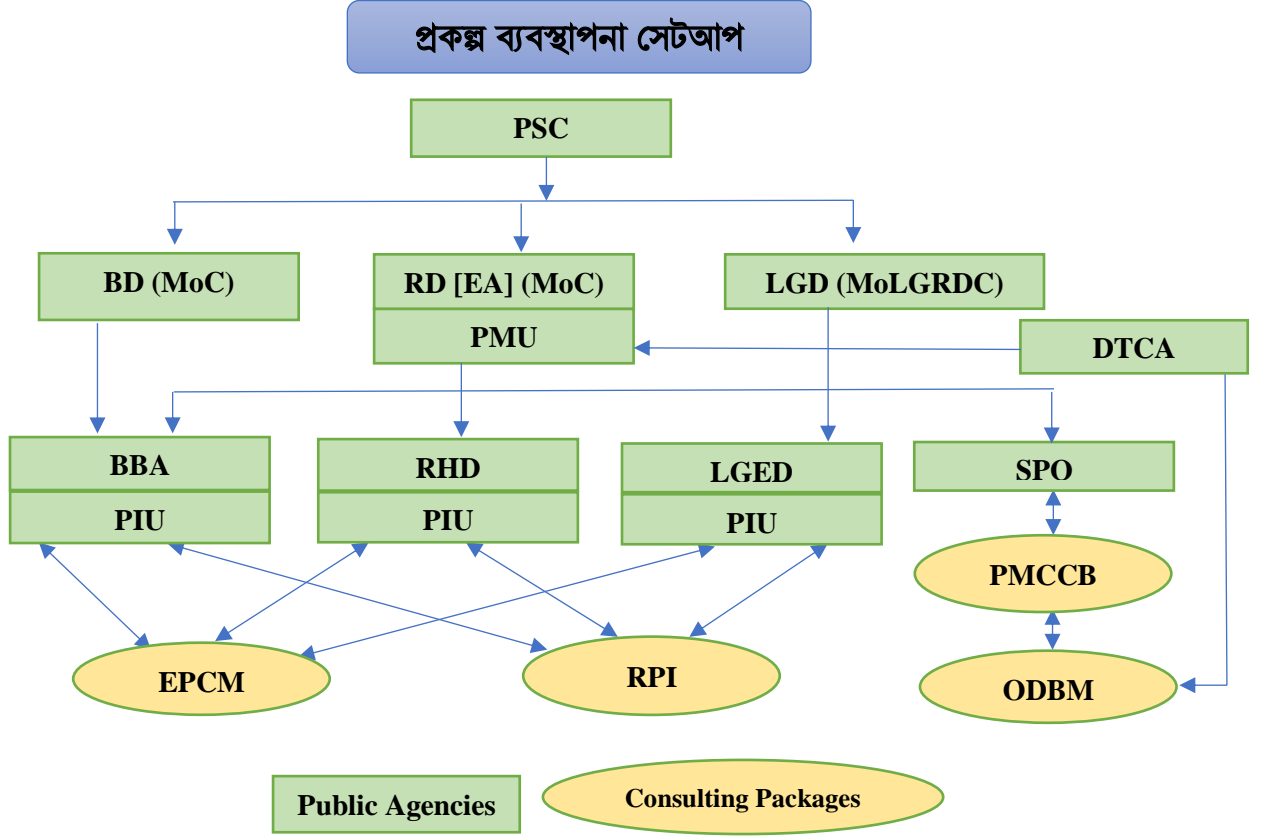 প্রকল্প ব্যবস্থাপনা সেটআপ
PSC
BD (MoC)
RD [EA] (MoC)
LGD (MoLGRDC)
PMU
DTCA
BBA
RHD
LGED
SPO
PIU
PIU
PIU
PMCCB
EPCM
RPI
ODBM
Public Agencies
Consulting Packages